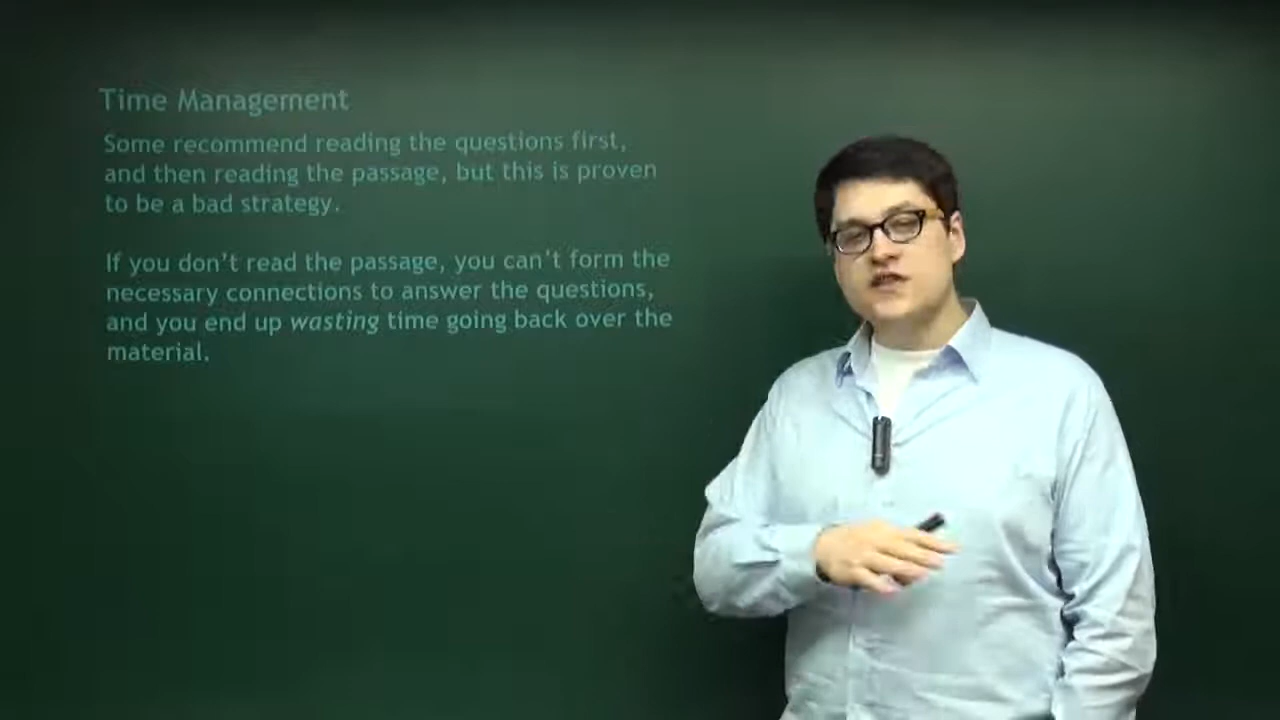 Time Management
Some recommend reading the questions first,
and then reading the passage, but this is proven
to be a bad strategy.
If you don't read the passage, you can't form the
necessary connections to answer the questions,
and you end up wasting time going back over the
material.